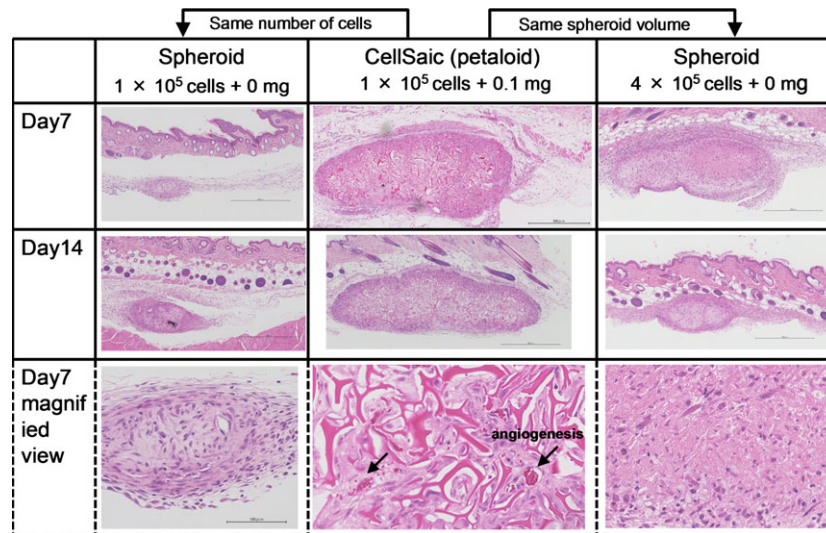 Same number of cells
Same spheroid volume
Spheroid
1 × 10⁵ cells + 0 mg
CellSaic (petaloid)
1 × 10⁵ cells + 0.1 mg
Spheroid
4 × 10⁵ cells + 0 mg
Day7
Day14
Day7
magnif
ied
view
angiogenesis